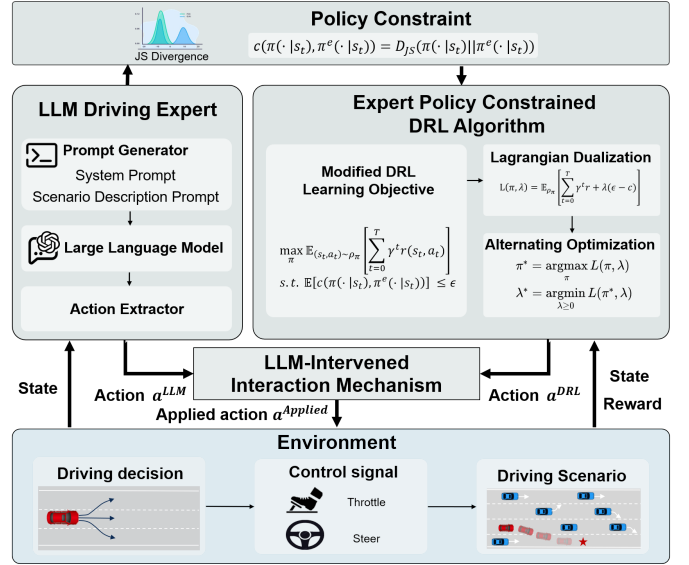 Policy Constraint
c(π(· |s_t), π^e(· |s_t)) = D_JS(π(·|s_t)||π^e(·|s_t))
JS Divergence
LLM Driving Expert
Prompt Generator
System Prompt
Scenario Description Prompt
Large Language Model
Action Extractor
Expert Policy Constrained
DRL Algorithm
Modified DRL
Learning Objective
max_π 𝔼_(s_t,a_t)~ρ_π [∑_{t=0}^{T} γ^t r(s_t, a_t)]
s.t. 𝔼[c(π(· |s_t), π^e(· |s_t))] ≤ ϵ
Lagrangian Dualization
L(π, λ) = 𝔼_ρ_π [∑_{t=0}^{T} γ^t r + λ(ϵ − c)]
Alternating Optimization
π* = argmax_π L(π, λ)
λ* = argmin_{λ≥0} L(π*, λ)
State
Action a^LLM
LLM-Intervened
Interaction Mechanism
Action a^DRL
State
Reward
Applied action a^Applied
Environment
Driving decision
Control signal
Throttle
Steer
Driving Scenario